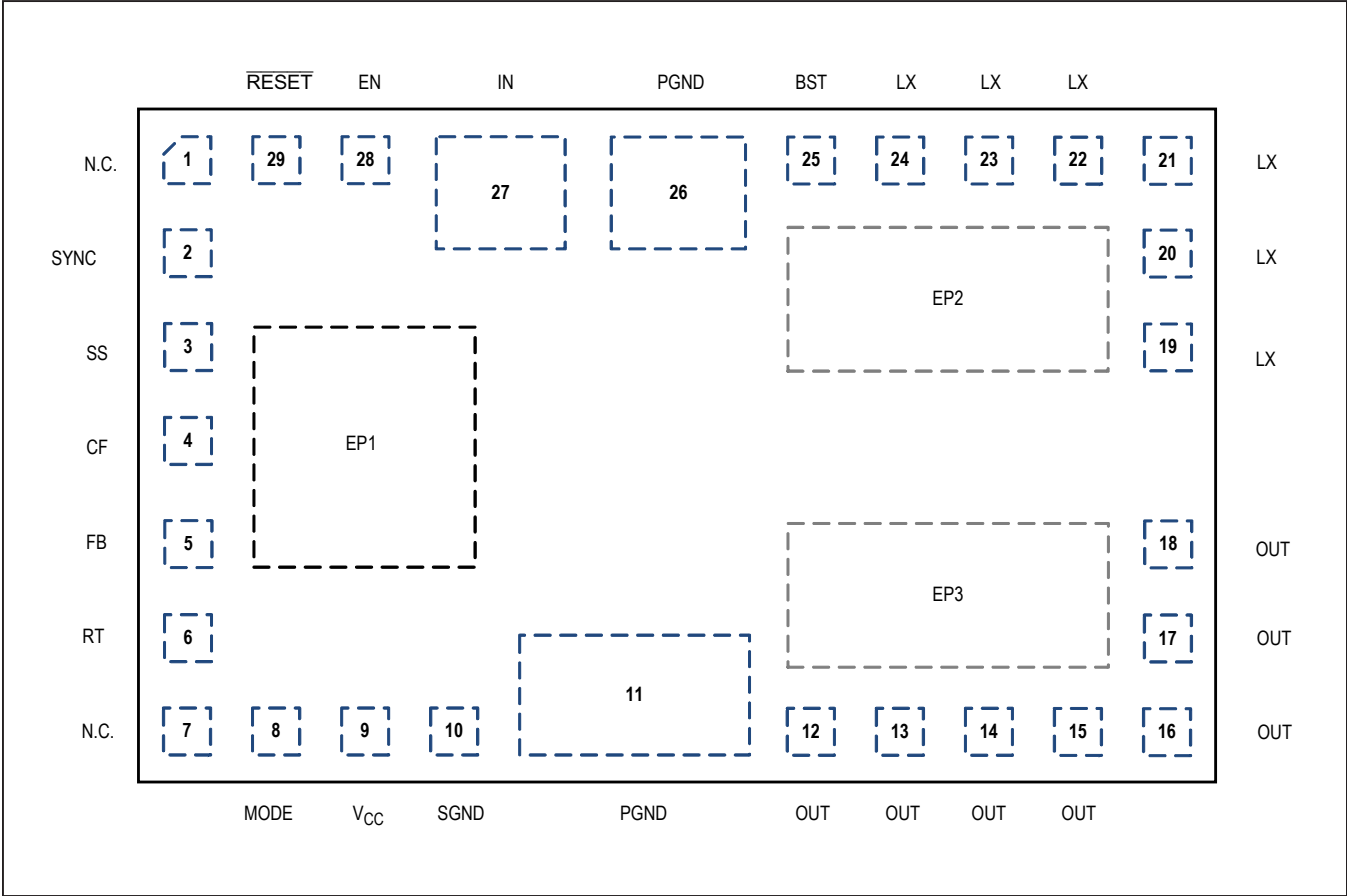 RESET EN IN PGND BST LX LX LX
N.C. 1 29 28 27 26 25 24 23 22 21 LX
SYNC 2 EP2 20 LX
SS 3 19 LX
CF 4 EP1
FB 5 18 OUT
EP3
RT 6 17 OUT
11
N.C. 7 8 9 10 12 13 14 15 16 OUT
MODE VCC SGND PGND OUT OUT OUT OUT